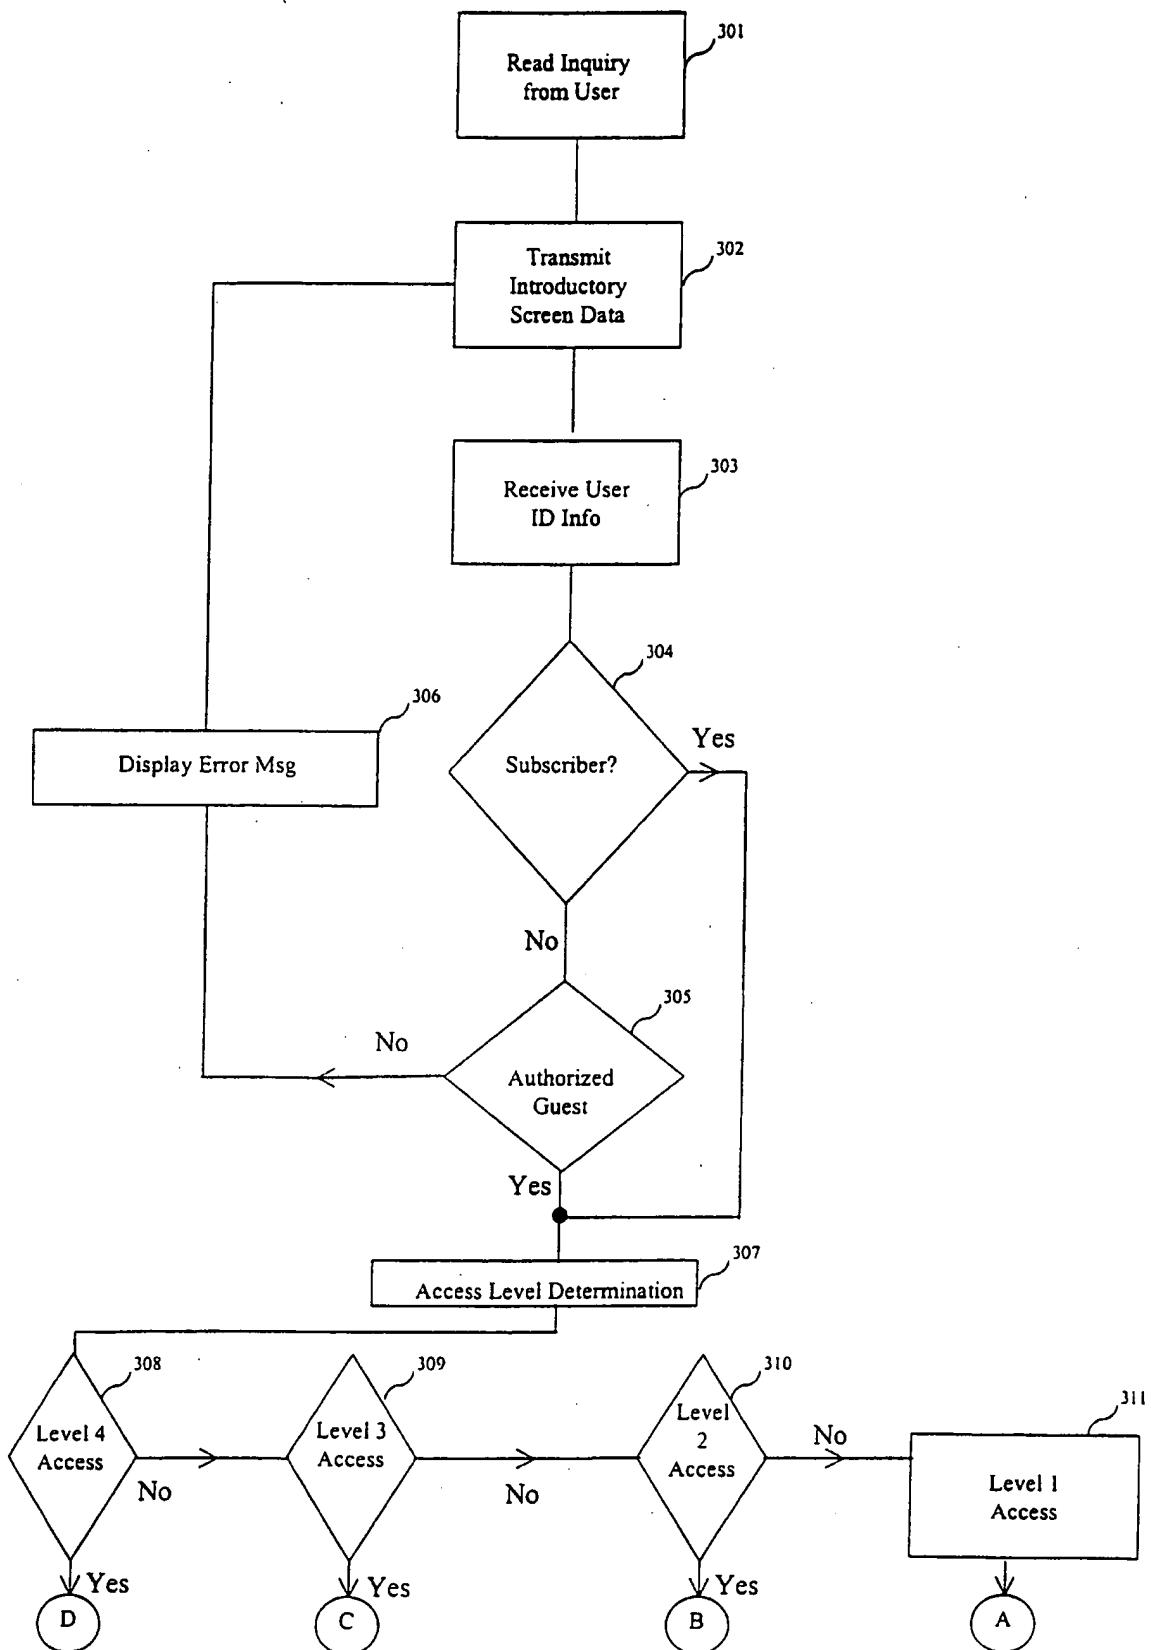 301
Read Inquiry
from User
302
Transmit
Introductory
Screen Data
303
Receive User
ID Info
304
Subscriber?
Yes
306
Display Error Msg
No
305
Authorized
Guest
No
Yes
307
Access Level Determination
308
Level 4
Access
No
Yes
D
309
Level 3
Access
No
Yes
C
310
Level
2
Access
No
Yes
B
311
Level 1
Access
A